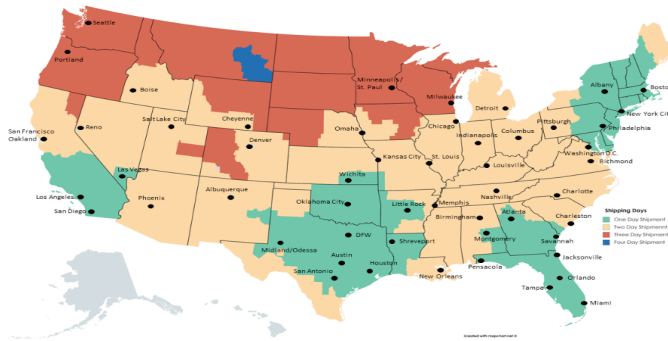 Seattle
Portland
Boise
Minneapolis/
St. Paul
Milwaukee
Albany
Boston
New York City
Philadelphia
Detroit
Chicago
Pittsburgh
Columbus
Indianapolis
Washington D.C.
Richmond
Reno
Salt Lake City
Cheyenne
Denver
Omaha
San Francisco
Oakland
Kansas City
St. Louis
Louisville
Las Vegas
Wichita
Nashville
Charlotte
Los Angeles
San Diego
Phoenix
Albuquerque
Oklahoma City
Little Rock
Memphis
Birmingham
Atlanta
Charleston
Shipping Days
One Day Shipment
Two Day Shipment
Three Day Shipment
Four Day Shipment
DFW
Shreveport
Montgomery
Savannah
Midland/Odessa
Austin
Houston
San Antonio
New Orleans
Pensacola
Jacksonville
Orlando
Tampa
Miami
Created with mapchart.net ©